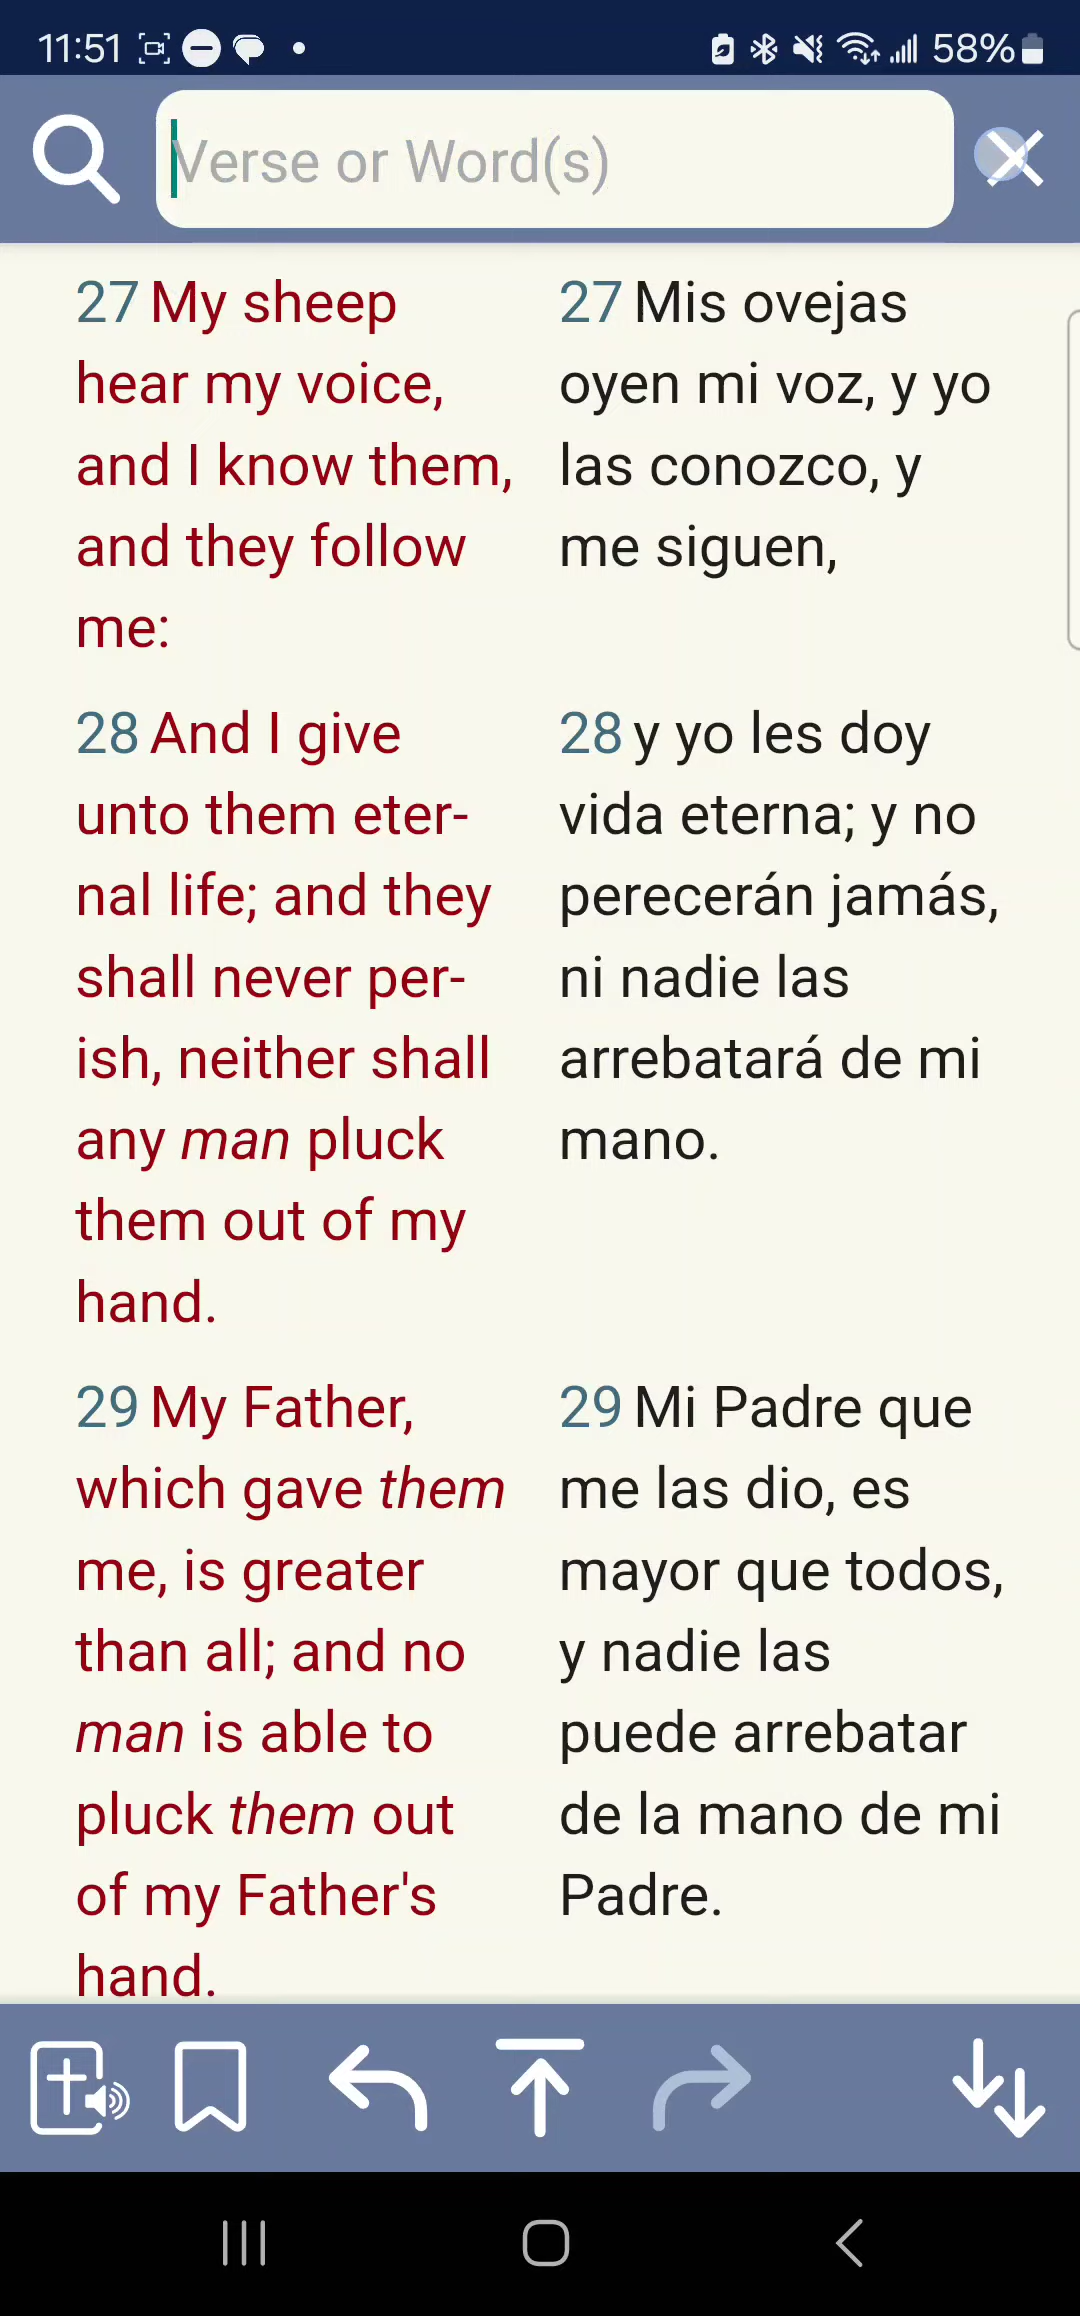 11:51
58%
Verse or Word(s)
27 My sheep
hear my voice,
and I know them,
and they follow
me:
27 Mis ovejas
oyen mi voz, y yo
las conozco, y
me siguen,
28 And I give
unto them eter-
nal life; and they
shall never per-
ish, neither shall
any man pluck
them out of my
hand.
28 y yo les doy
vida eterna; y no
perecerán jamás,
ni nadie las
arrebatará de mi
mano.
29 My Father,
which gave them
me, is greater
than all; and no
man is able to
pluck them out
of my Father's
hand.
29 Mi Padre que
me las dio, es
mayor que todos,
y nadie las
puede arrebatar
de la mano de mi
Padre.